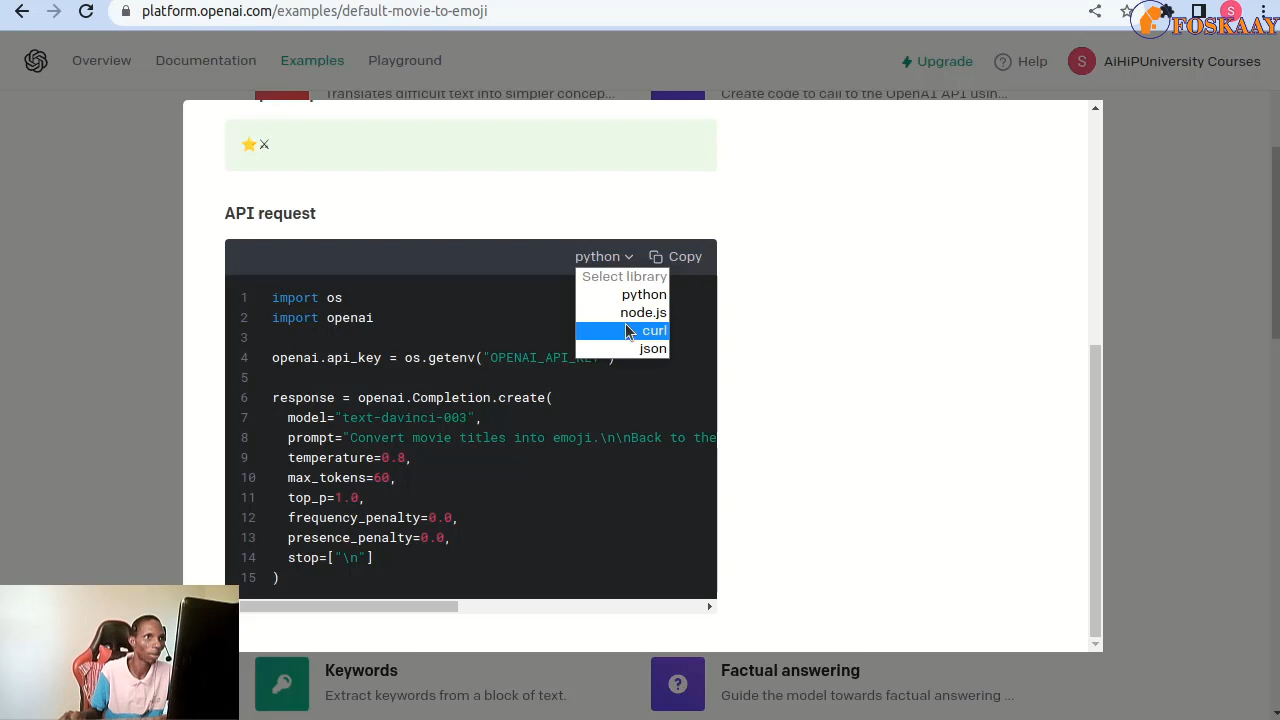 platform.openai.com/examples/default-movie-to-emoji
S
FOSKAAY
Overview
Documentation
Examples
Playground
Upgrade
? Help
S
AiHiPUniversity Courses
Translates difficult text into simpler concep...
Create code to call to the OpenAI API usin...
⭐⚔
API request
python
Copy
Select library
python
node.js
curl
json
1 import os
2 import openai
3
4 openai.api_key = os.getenv("OPENAI_API_KEY")
5
6 response = openai.Completion.create(
7 model="text-davinci-003",
8 prompt="Convert movie titles into emoji.\n\nBack to the
9 temperature=0.8,
10 max_tokens=60,
11 top_p=1.0,
12 frequency_penalty=0.0,
13 presence_penalty=0.0,
14 stop=["\n"]
15 )
Keywords
Extract keywords from a block of text.
?
Factual answering
Guide the model towards factual answering ...